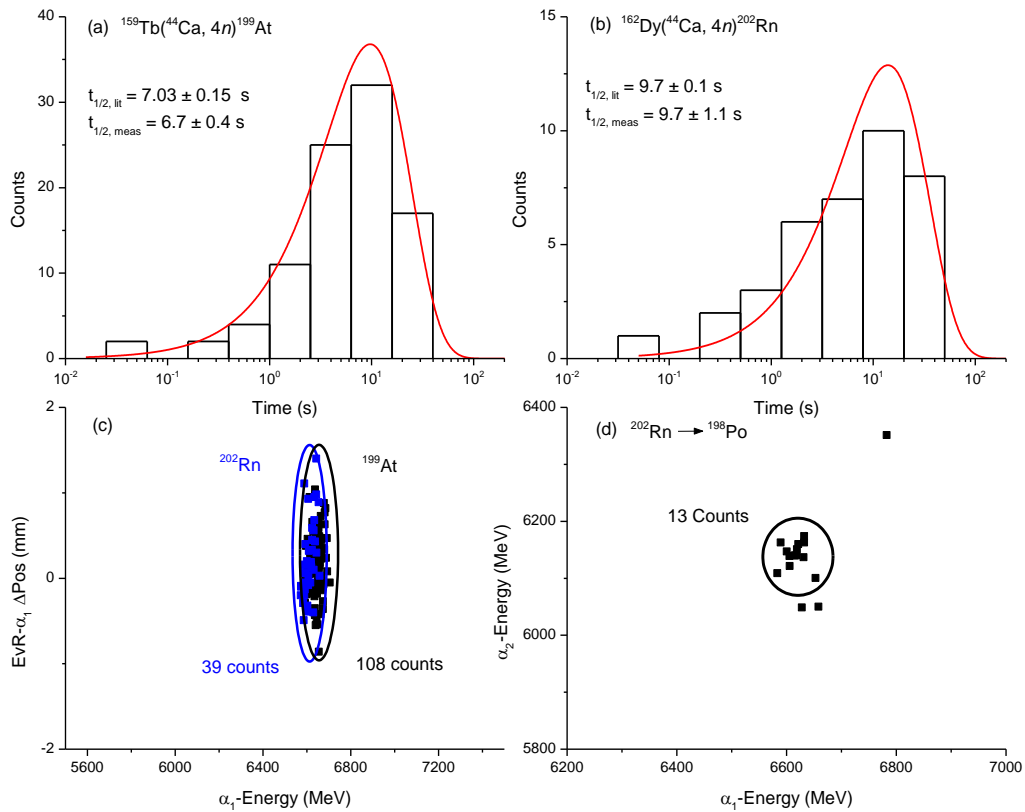 (a) ¹⁵⁹Tb(⁴⁴Ca, 4n)¹⁹⁹At
t1/2, lit = 7.03 ± 0.15 s
t1/2, meas = 6.7 ± 0.4 s
Counts
40
30
20
10
0
10⁻² 10⁻¹ 10⁰ 10¹ 10²
Time (s)
(b) ¹⁶²Dy(⁴⁴Ca, 4n)²⁰²Rn
t1/2, lit = 9.7 ± 0.1 s
t1/2, meas = 9.7 ± 1.1 s
Counts
15
10
5
0
10⁻² 10⁻¹ 10⁰ 10¹ 10²
Time (s)
(c)
²⁰²Rn ¹⁹⁹At
39 counts 108 counts
EvR-α₁ ΔPos (mm)
2
0
-2
5600 6000 6400 6800 7200
α₁-Energy (MeV)
(d) ²⁰²Rn → ¹⁹⁸Po
13 Counts
α₂-Energy (MeV)
6400
6200
6000
5800
6200 6400 6600 6800 7000
α₁-Energy (MeV)